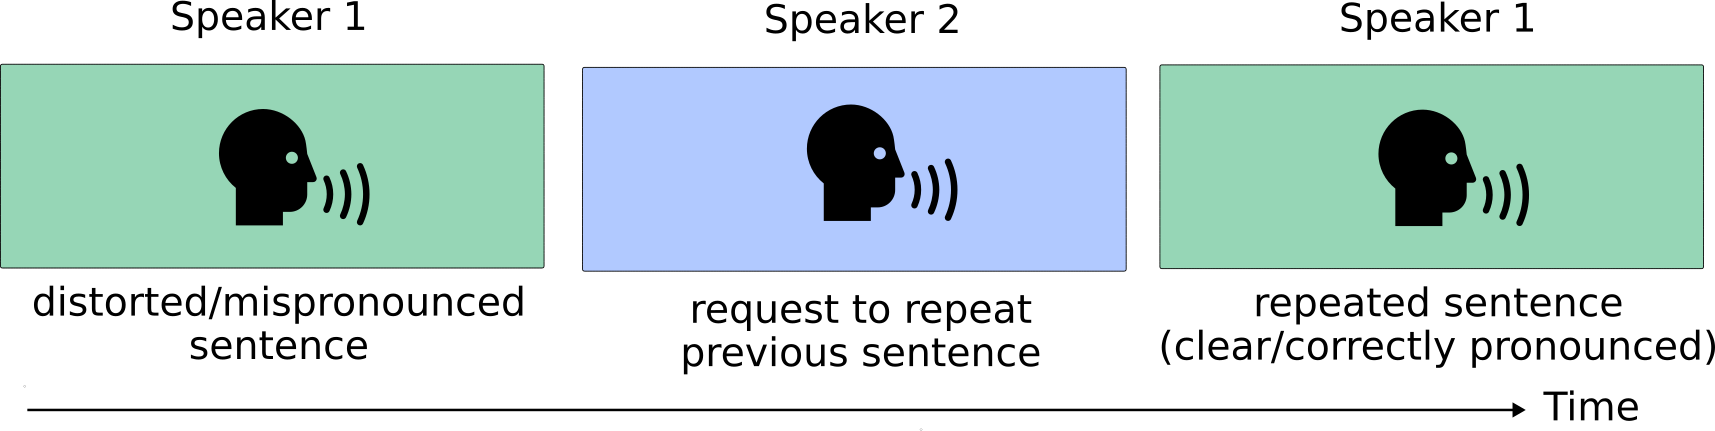 Speaker 1
Speaker 2
Speaker 1
distorted/mispronounced
sentence
request to repeat
previous sentence
repeated sentence
(clear/correctly pronounced)
Time